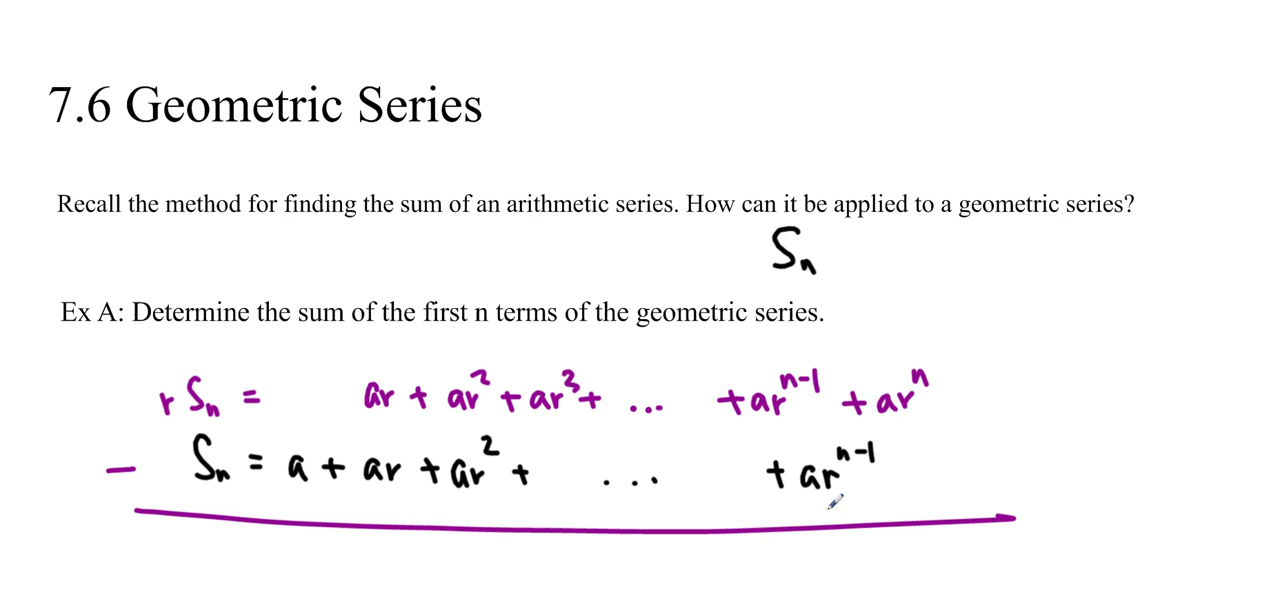 7.6 Geometric Series
Recall the method for finding the sum of an arithmetic series. How can it be applied to a geometric series?
Sₙ
Ex A: Determine the sum of the first n terms of the geometric series.
rSₙ = ar + ar² + ar³ + ... + arⁿ⁻¹ + arⁿ
− Sₙ = a + ar + ar² + ... + arⁿ⁻¹